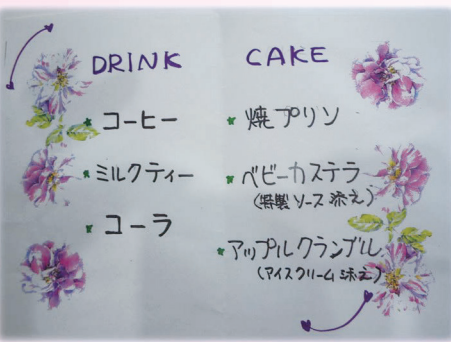 DRINK
コーヒー
ミルクティー
コーラ
CAKE
焼プリン
ベビーカステラ
(特製ソース添え)
アップルクランブル
(アイスクリーム添え)